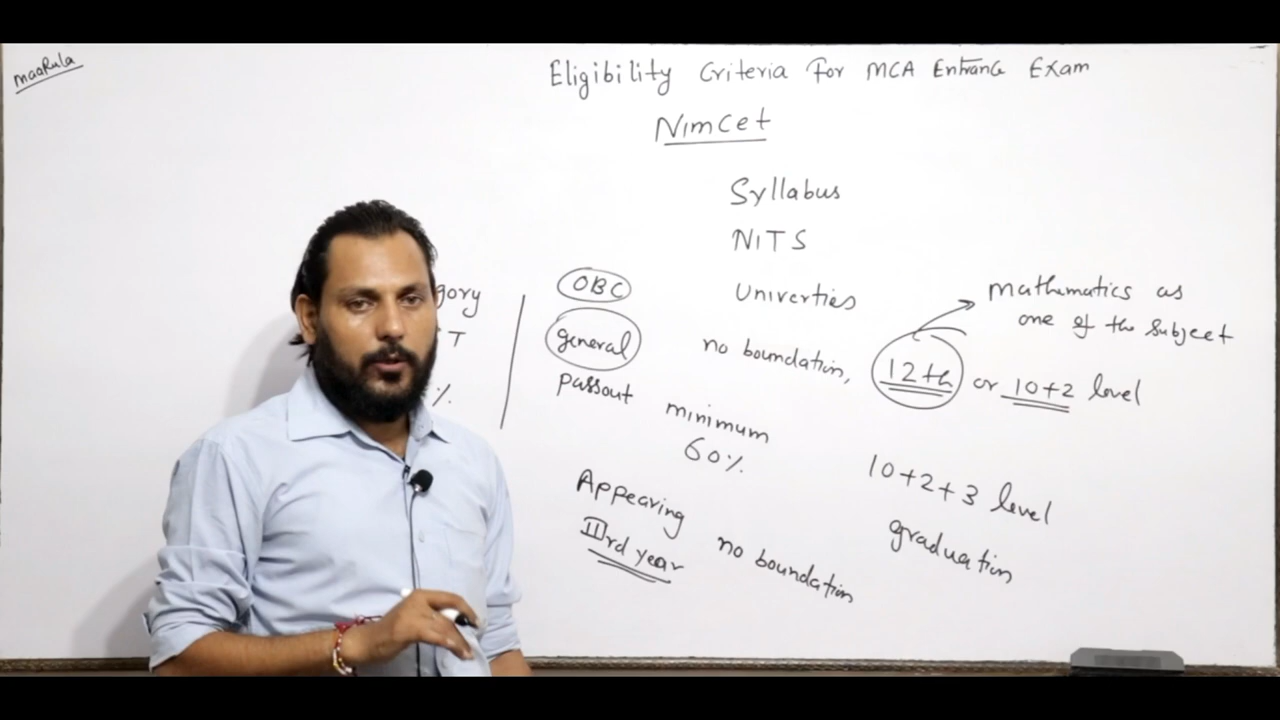 maaRula
Eligibility Criteria For MCA Entrance Exam
Nimcet
Syllabus
NITS
Univerties
gory
T
%
OBC
general
passout
minimum
60%
Appearing
IIIrd year
no boundation,
12th or 10+2 level
mathematics as
one of the subject
10+2+3 level
graduation
no boundation